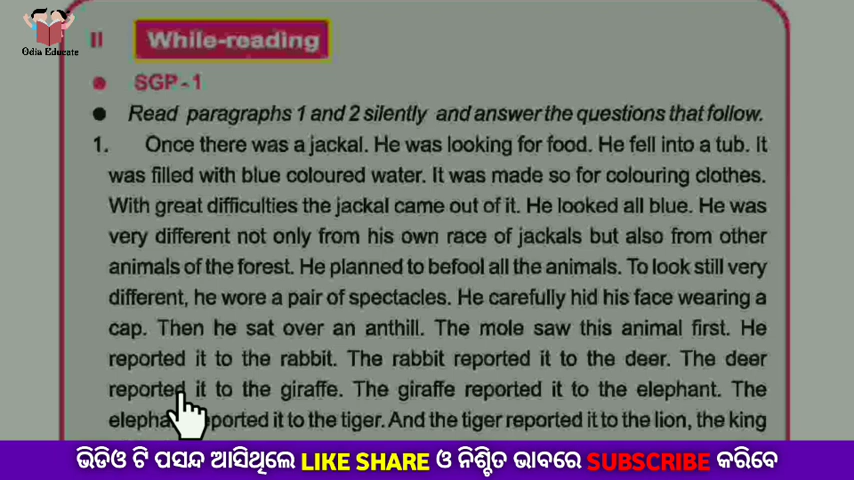 Odia Educate
II While-reading
SGP - 1
Read paragraphs 1 and 2 silently and answer the questions that follow.
1. Once there was a jackal. He was looking for food. He fell into a tub. It
was filled with blue coloured water. It was made so for colouring clothes.
With great difficulties the jackal came out of it. He looked all blue. He was
very different not only from his own race of jackals but also from other
animals of the forest. He planned to befool all the animals. To look still very
different, he wore a pair of spectacles. He carefully hid his face wearing a
cap. Then he sat over an anthill. The mole saw this animal first. He
reported it to the rabbit. The rabbit reported it to the deer. The deer
reported it to the giraffe. The giraffe reported it to the elephant. The
reported it to the tiger. And the tiger reported it to the lion, the king
ଭିଡିଓ ଟି ପସନ୍ଦ ଆସିଥିଲେ LIKE SHARE ଓ ନିଶ୍ଚିତ ଭାବରେ SUBSCRIBE କରିବେ